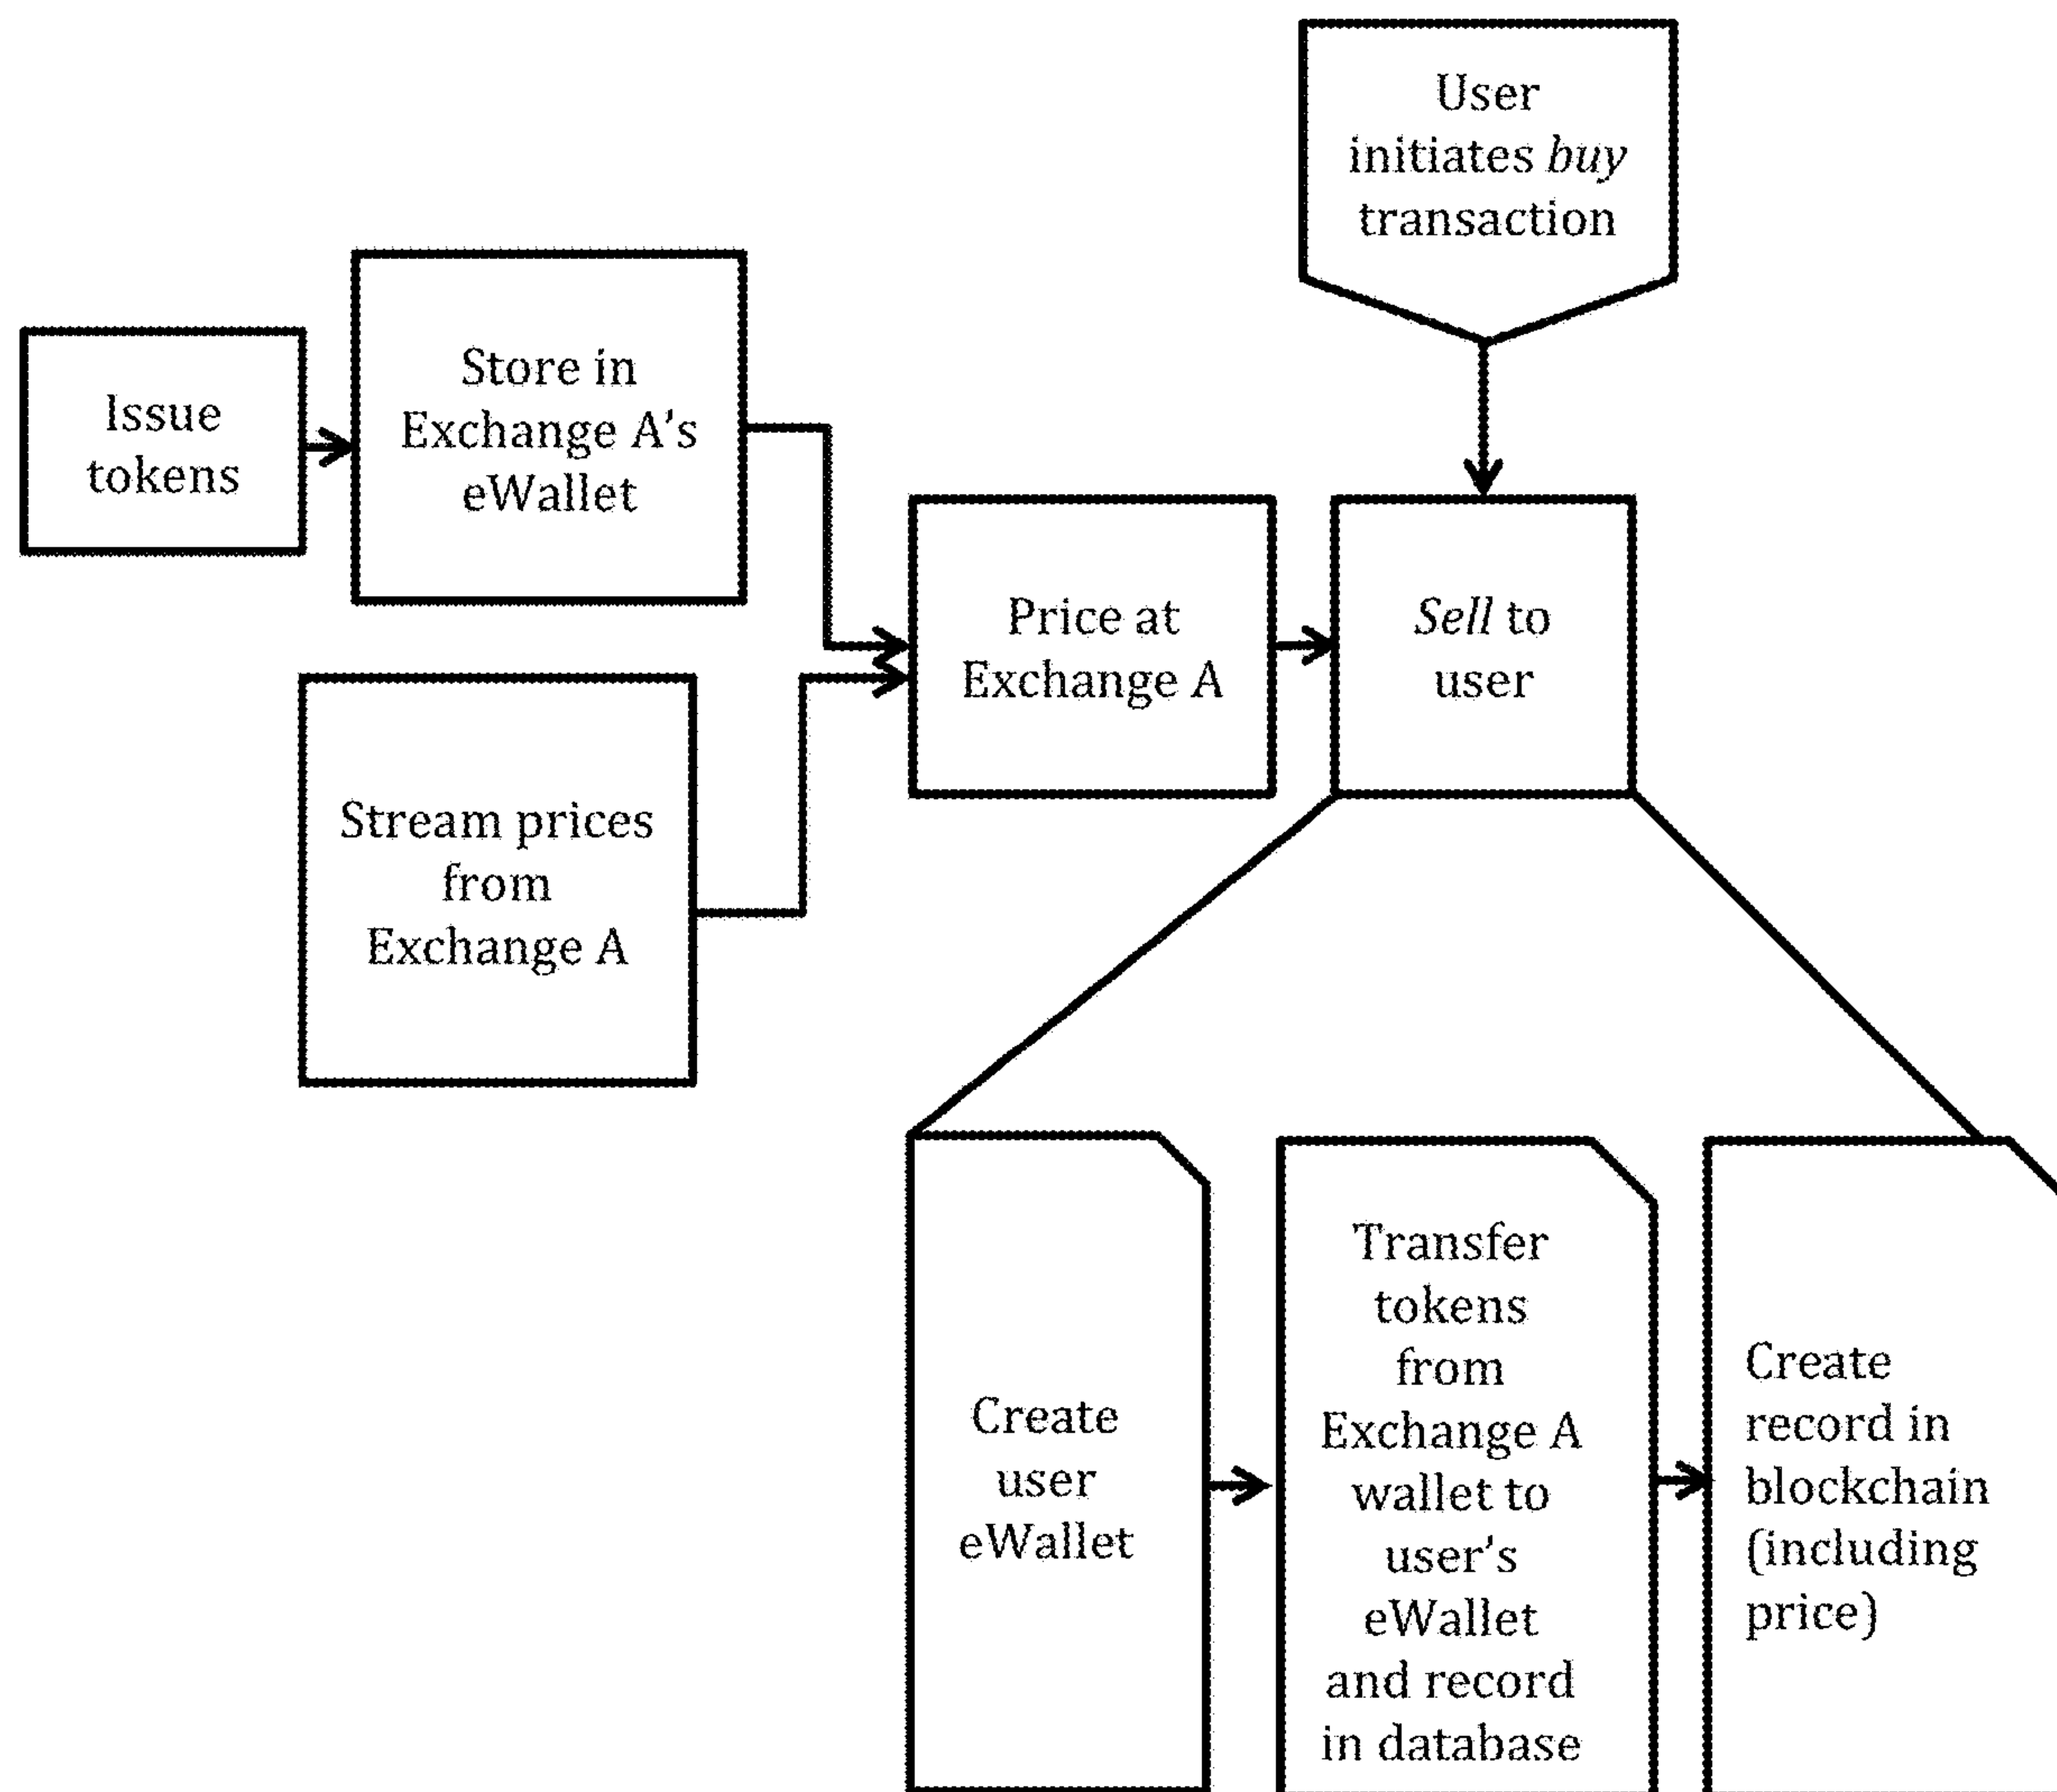 User
initiates buy
transaction
Issue
tokens
Store in
Exchange A's
eWallet
Stream prices
from
Exchange A
Price at
Exchange A
Sell to
user
Create
user
eWallet
Transfer
tokens
from
Exchange A
wallet to
user's
eWallet
and record
in database
Create
record in
blockchain
(including
price)